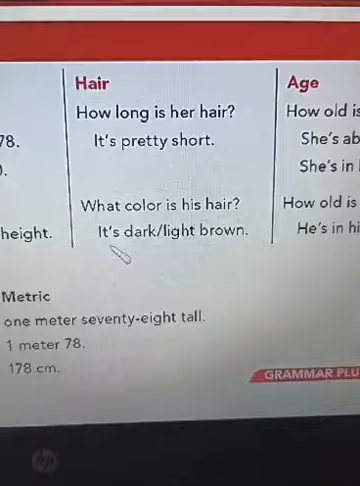 Hair
How long is her hair?
It's pretty short.
What color is his hair?
It's dark/light brown.
Age
How old is
She's ab
She's in
How old is
He's in hi
78.
).
height.
Metric
one meter seventy-eight tall.
1 meter 78.
178 cm.
GRAMMAR PLU
hp